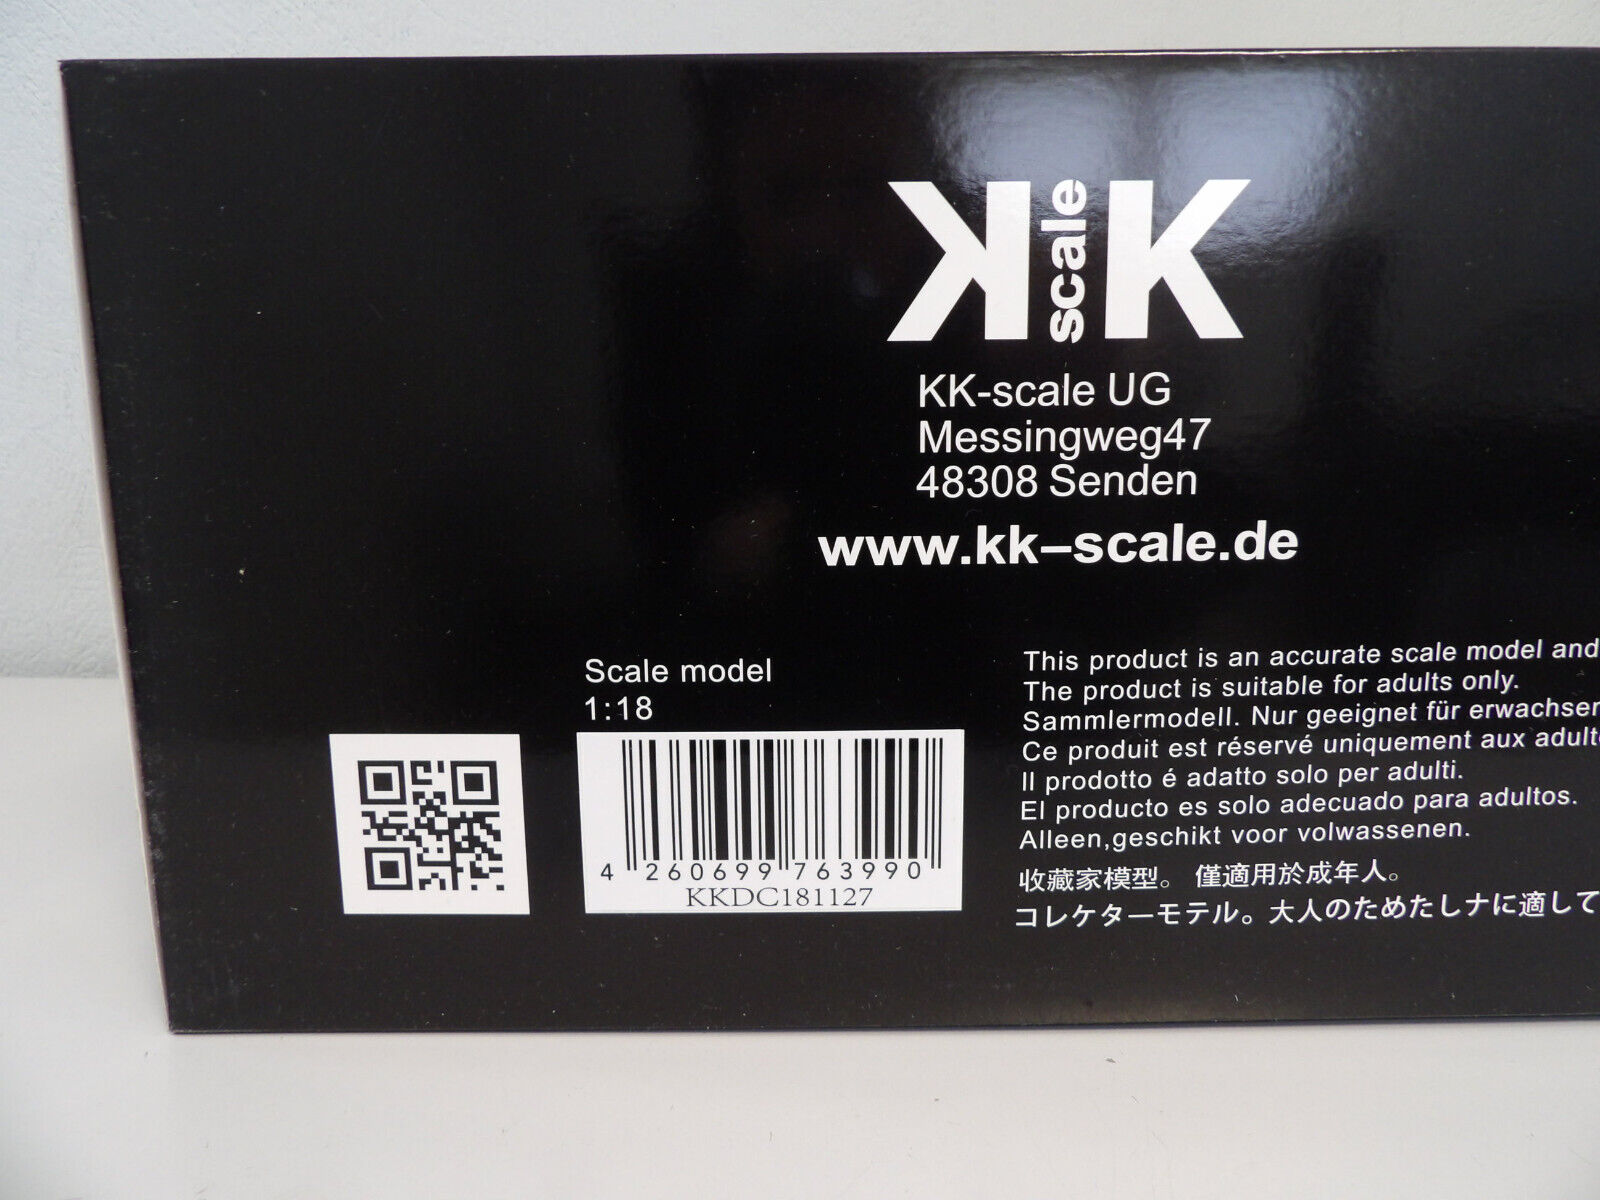 KK
scale
KK-scale UG
Messingweg47
48308 Senden
www.kk–scale.de
Scale model
1:18
4 260699 763990
KKDC181127
This product is an accurate scale model and
The product is suitable for adults only.
Sammlermodell. Nur geeignet für erwachsen
Ce produit est réservé uniquement aux adult
Il prodotto é adatto solo per adulti.
El producto es solo adecuado para adultos.
Alleen,geschikt voor volwassenen.
收藏家模型。 僅適用於成年人。
コレケターモテル。大人のためたしナに適して